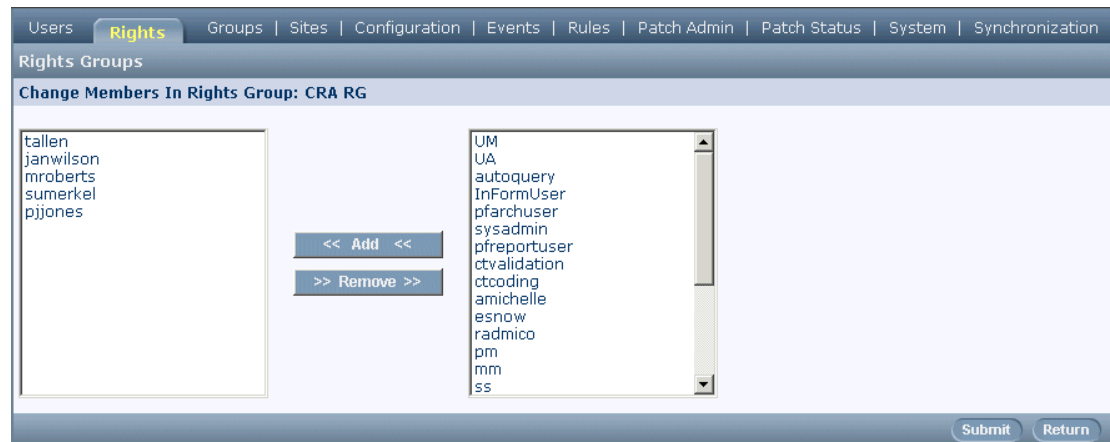 Users Rights Groups | Sites | Configuration | Events | Rules | Patch Admin | Patch Status | System | Synchronization
Rights Groups
Change Members In Rights Group: CRA RG
tallen
janwilson
mroberts
sumerkel
pjjones
<< Add <<
>> Remove >>
UM
UA
autoquery
InFormUser
pfarchuser
sysadmin
pfreportuser
ctvalidation
ctcoding
amichelle
esnow
radmico
pm
mm
ss
Submit Return